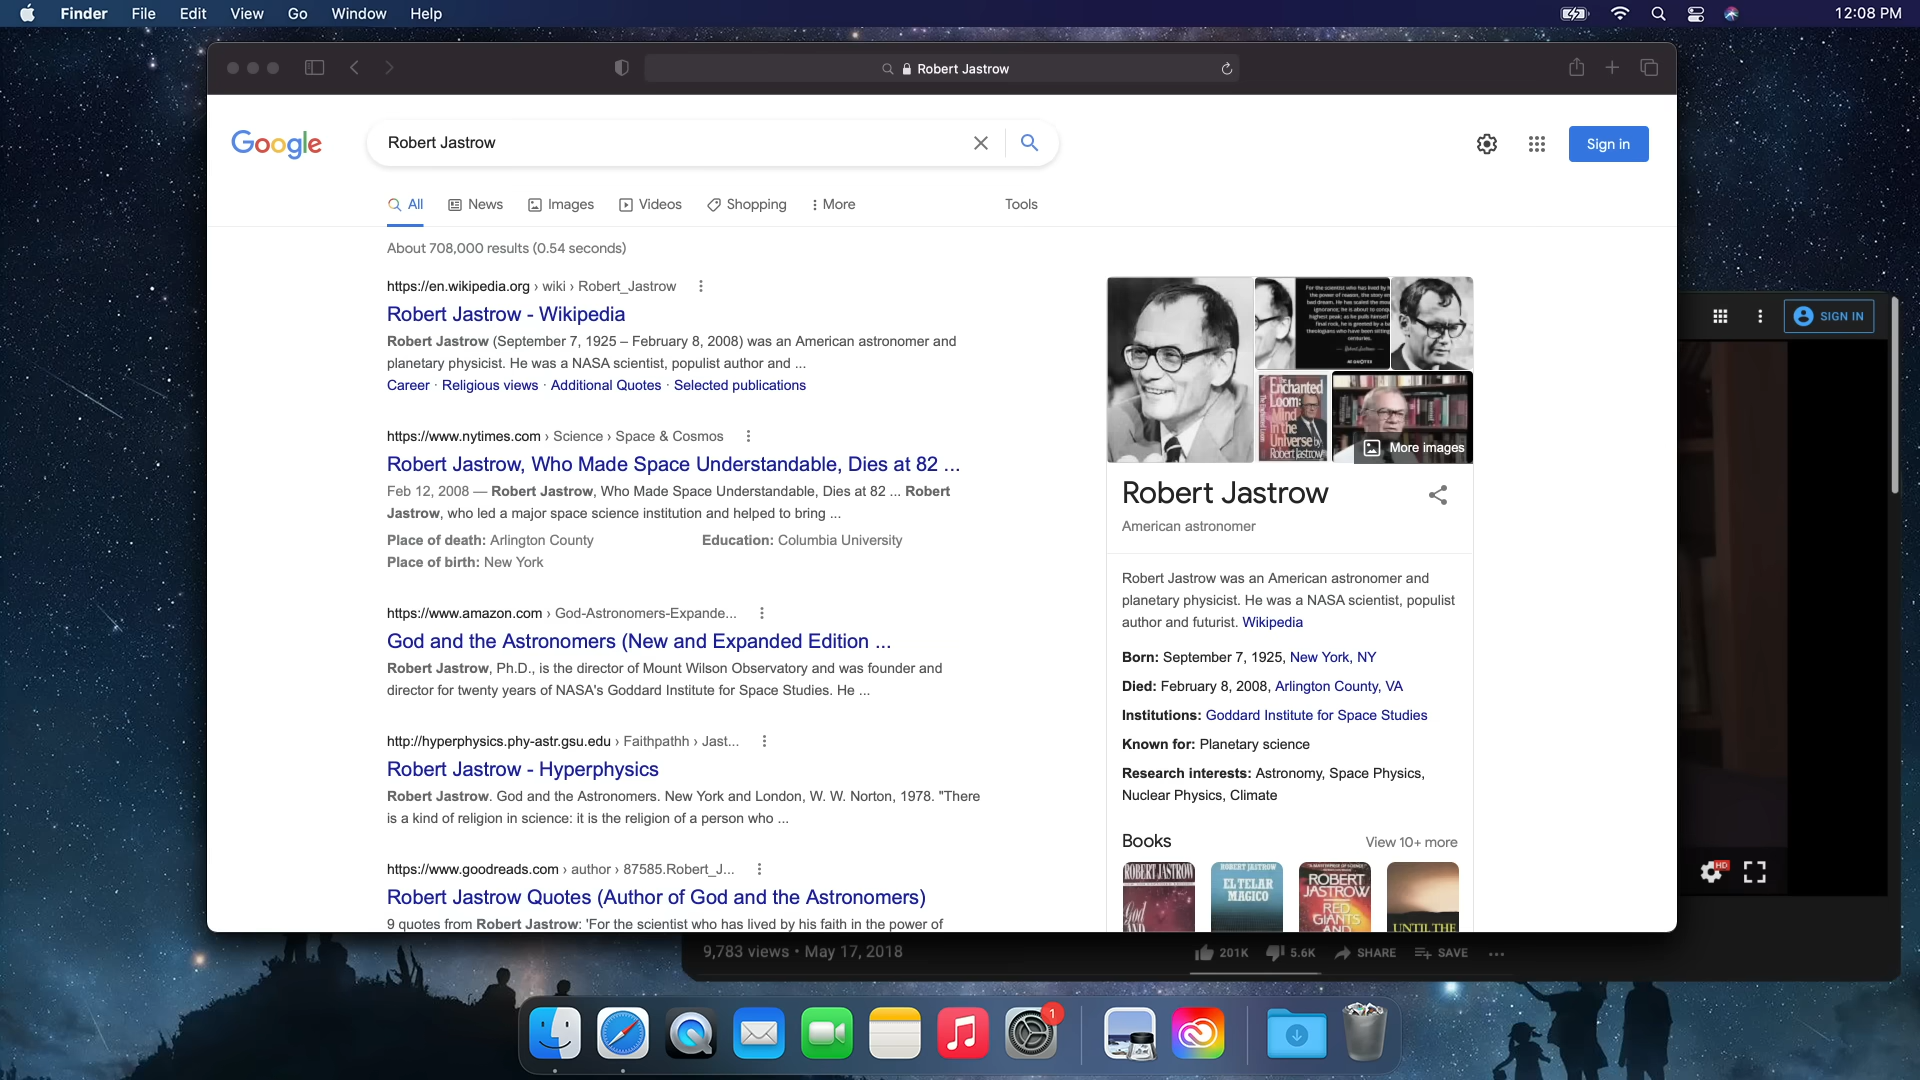 Finder File Edit View Go Window Help 12:08 PM
Robert Jastrow
Google Robert Jastrow Sign in
All News Images Videos Shopping More Tools
About 708,000 results (0.54 seconds)
https://en.wikipedia.org › wiki › Robert_Jastrow
Robert Jastrow - Wikipedia
Robert Jastrow (September 7, 1925 – February 8, 2008) was an American astronomer and
planetary physicist. He was a NASA scientist, populist author and ...
Career · Religious views · Additional Quotes · Selected publications
https://www.nytimes.com › Science › Space & Cosmos
Robert Jastrow, Who Made Space Understandable, Dies at 82 ...
Feb 12, 2008 — Robert Jastrow, Who Made Space Understandable, Dies at 82 ... Robert
Jastrow, who led a major space science institution and helped to bring ...
Place of death: Arlington County Education: Columbia University
Place of birth: New York
https://www.amazon.com › God-Astronomers-Expande...
God and the Astronomers (New and Expanded Edition ...
Robert Jastrow, Ph.D., is the director of Mount Wilson Observatory and was founder and
director for twenty years of NASA's Goddard Institute for Space Studies. He ...
http://hyperphysics.phy-astr.gsu.edu › Faithpathh › Jast...
Robert Jastrow - Hyperphysics
Robert Jastrow. God and the Astronomers. New York and London, W. W. Norton, 1978. "There
is a kind of religion in science: it is the religion of a person who ...
https://www.goodreads.com › author › 87585.Robert_J...
Robert Jastrow Quotes (Author of God and the Astronomers)
9 quotes from Robert Jastrow: 'For the scientist who has lived by his faith in the power of
Enchanted
Loom:
Mind
in the
Universe by
Robert Jastrow
More images
Robert Jastrow
American astronomer
Robert Jastrow was an American astronomer and
planetary physicist. He was a NASA scientist, populist
author and futurist. Wikipedia
Born: September 7, 1925, New York, NY
Died: February 8, 2008, Arlington County, VA
Institutions: Goddard Institute for Space Studies
Known for: Planetary science
Research interests: Astronomy, Space Physics,
Nuclear Physics, Climate
Books View 10+ more
ROBERT JASTROW
God
AND
ROBERT JASTROW
EL TELAR
MAGICO
ROBERT
JASTROW
RED
GIANTS
AND
UNTIL THE
SIGN IN
HD
9,783 views • May 17, 2018 201K 5.6K SHARE SAVE
1